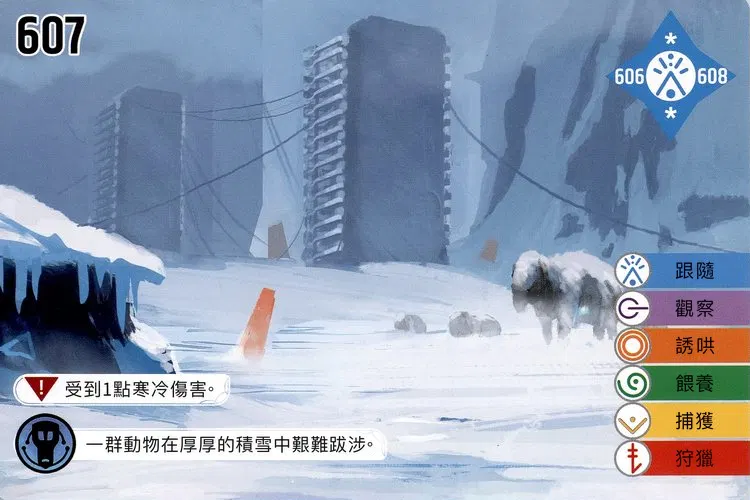 607
*
606 608
*
跟隨
觀察
誘哄
餵養
捕獲
狩獵
! 受到1點寒冷傷害。
一群動物在厚厚的積雪中艱難跋涉。